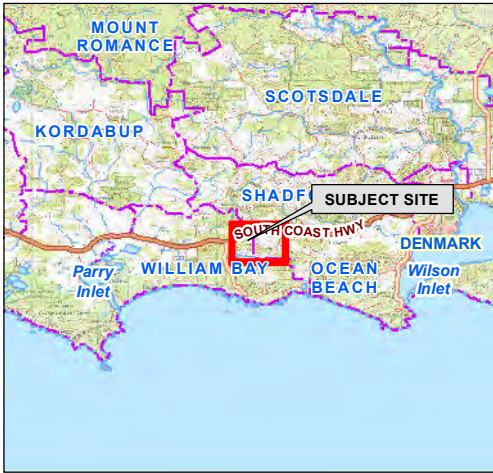 MOUNT
ROMANCE
SCOTSDALE
KORDABUP
SHADF
SUBJECT SITE
SOUTH COAST HWY
DENMARK
Parry
Inlet
WILLIAM BAY
OCEAN
BEACH
Wilson
Inlet